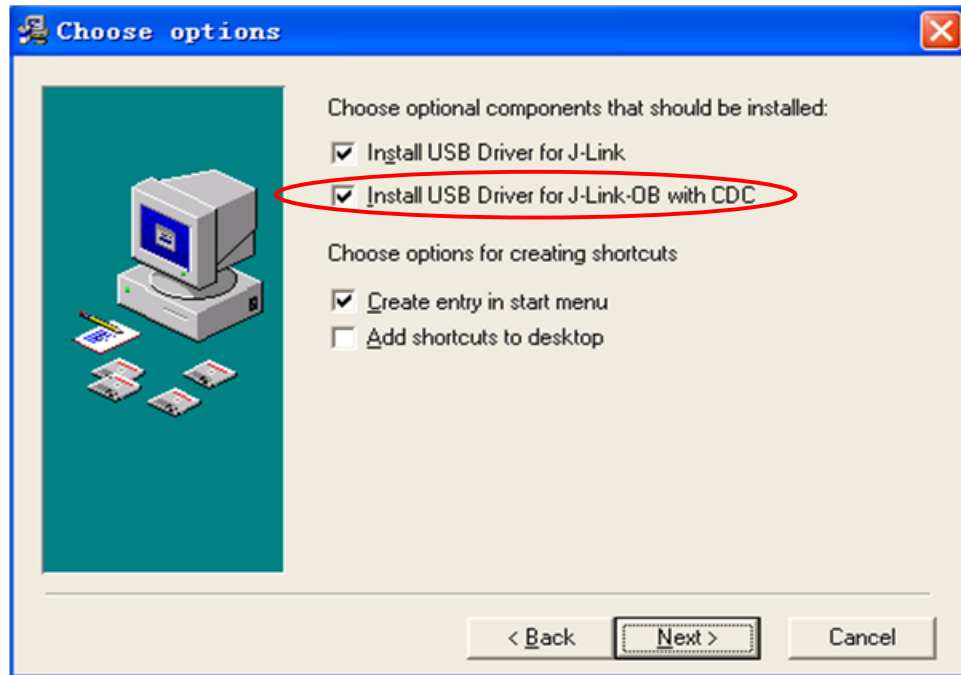 Choose options
Choose optional components that should be installed:
Install USB Driver for J-Link
Install USB Driver for J-Link-OB with CDC
Choose options for creating shortcuts
Create entry in start menu
Add shortcuts to desktop
< Back Next > Cancel